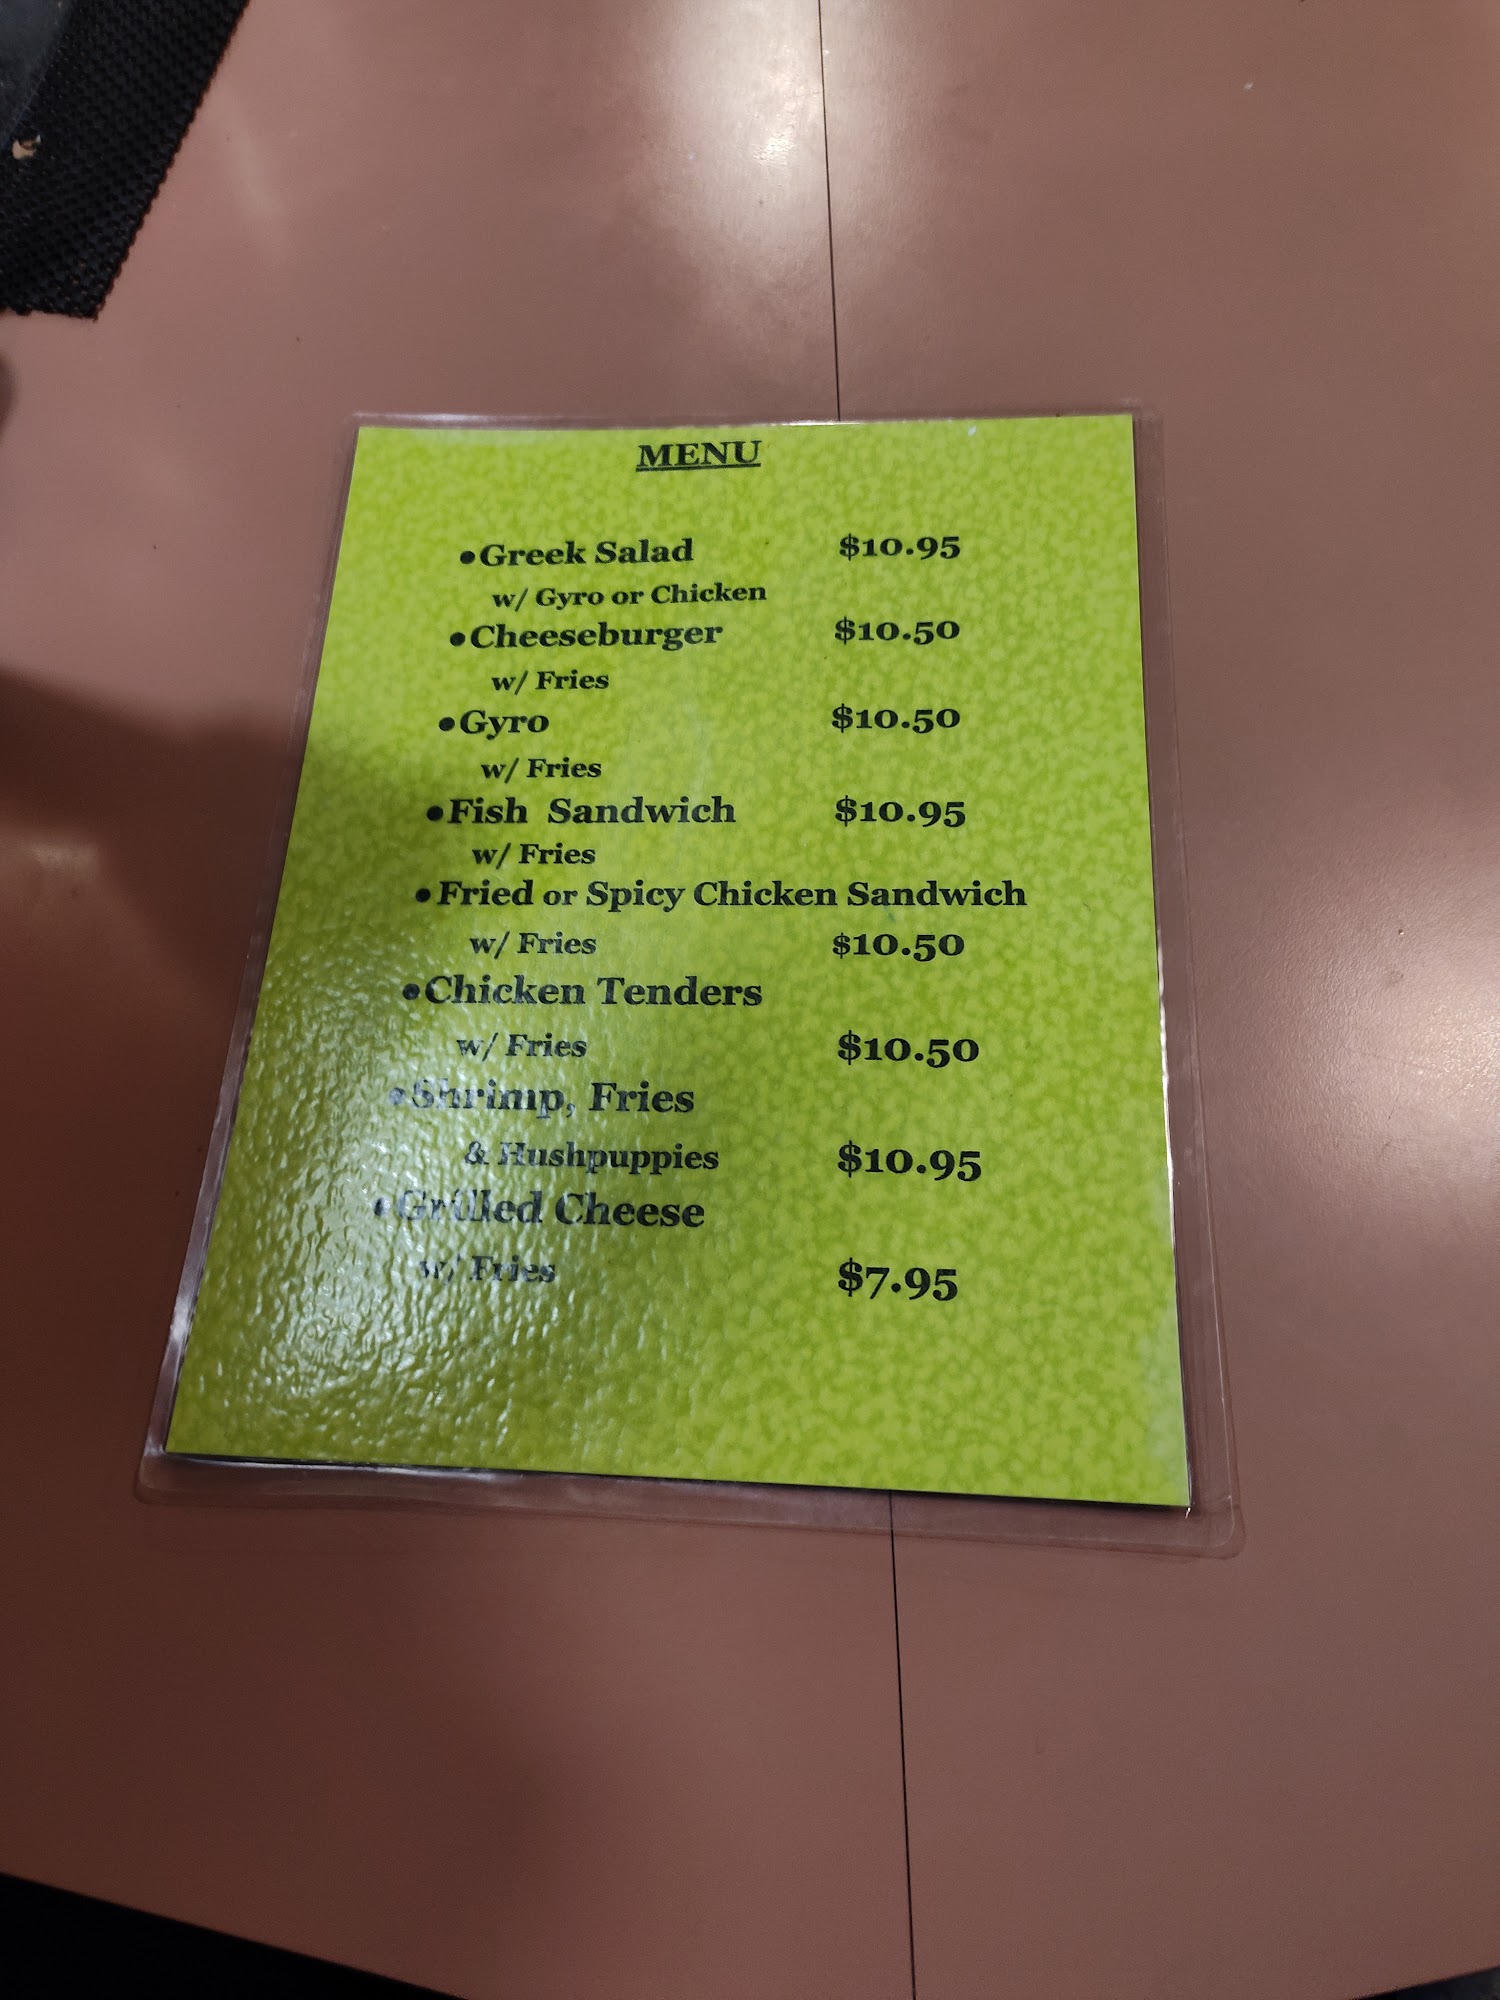 MENU
•Greek Salad $10.95
w/ Gyro or Chicken
•Cheeseburger $10.50
w/ Fries
•Gyro $10.50
w/ Fries
•Fish Sandwich $10.95
w/ Fries
•Fried or Spicy Chicken Sandwich
w/ Fries $10.50
•Chicken Tenders
w/ Fries $10.50
•Shrimp, Fries
& Hushpuppies $10.95
•Grilled Cheese
w/ Fries $7.95